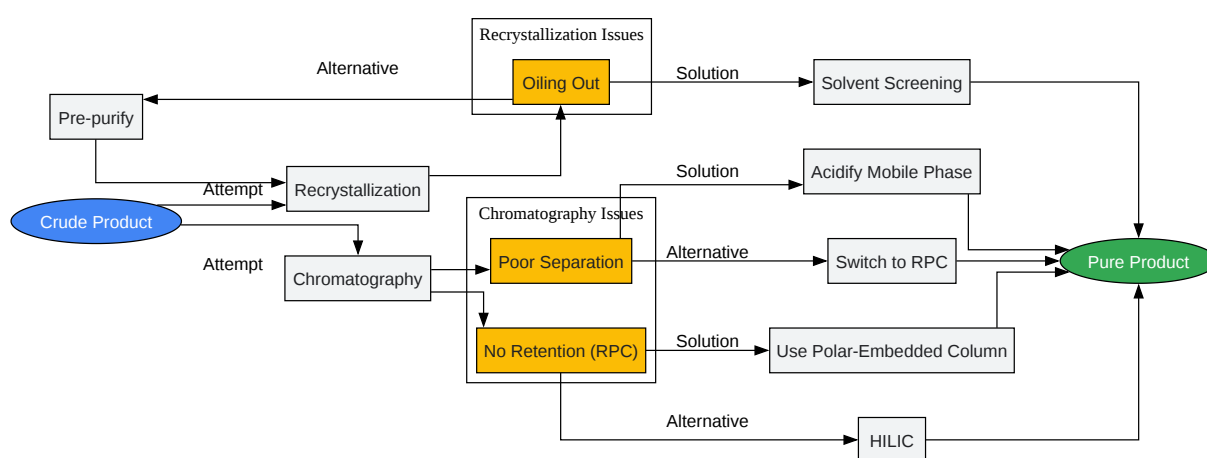 Recrystallization Issues
Alternative
Oiling Out
Solution
Solvent Screening
Pre-purify
Attempt
Recrystallization
Solution
Acidify Mobile Phase
Crude Product
Chromatography Issues
Attempt
Chromatography
Poor Separation
Alternative
Switch to RPC
Pure Product
No Retention (RPC)
Solution
Use Polar-Embedded Column
Alternative
HILIC